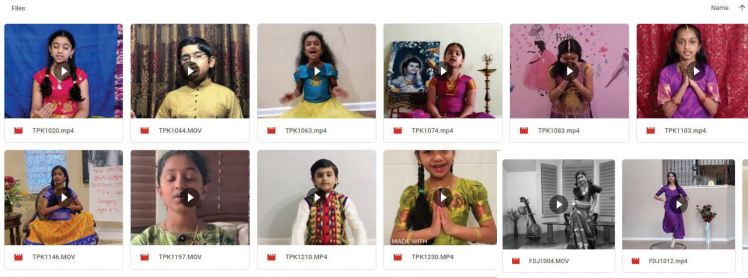 Files
Name
TPK1020.mp4
TPK1044.MOV
TPK1063.mp4
TPK1074.mp4
TPK1083.mp4
TPK1103.mp4
TPK1146.MOV
TPK1197.MOV
TPK1210.MP4
MADE WITH
TPK1230.MP4
FDJ1004.MOV
FDJ1012.mp4